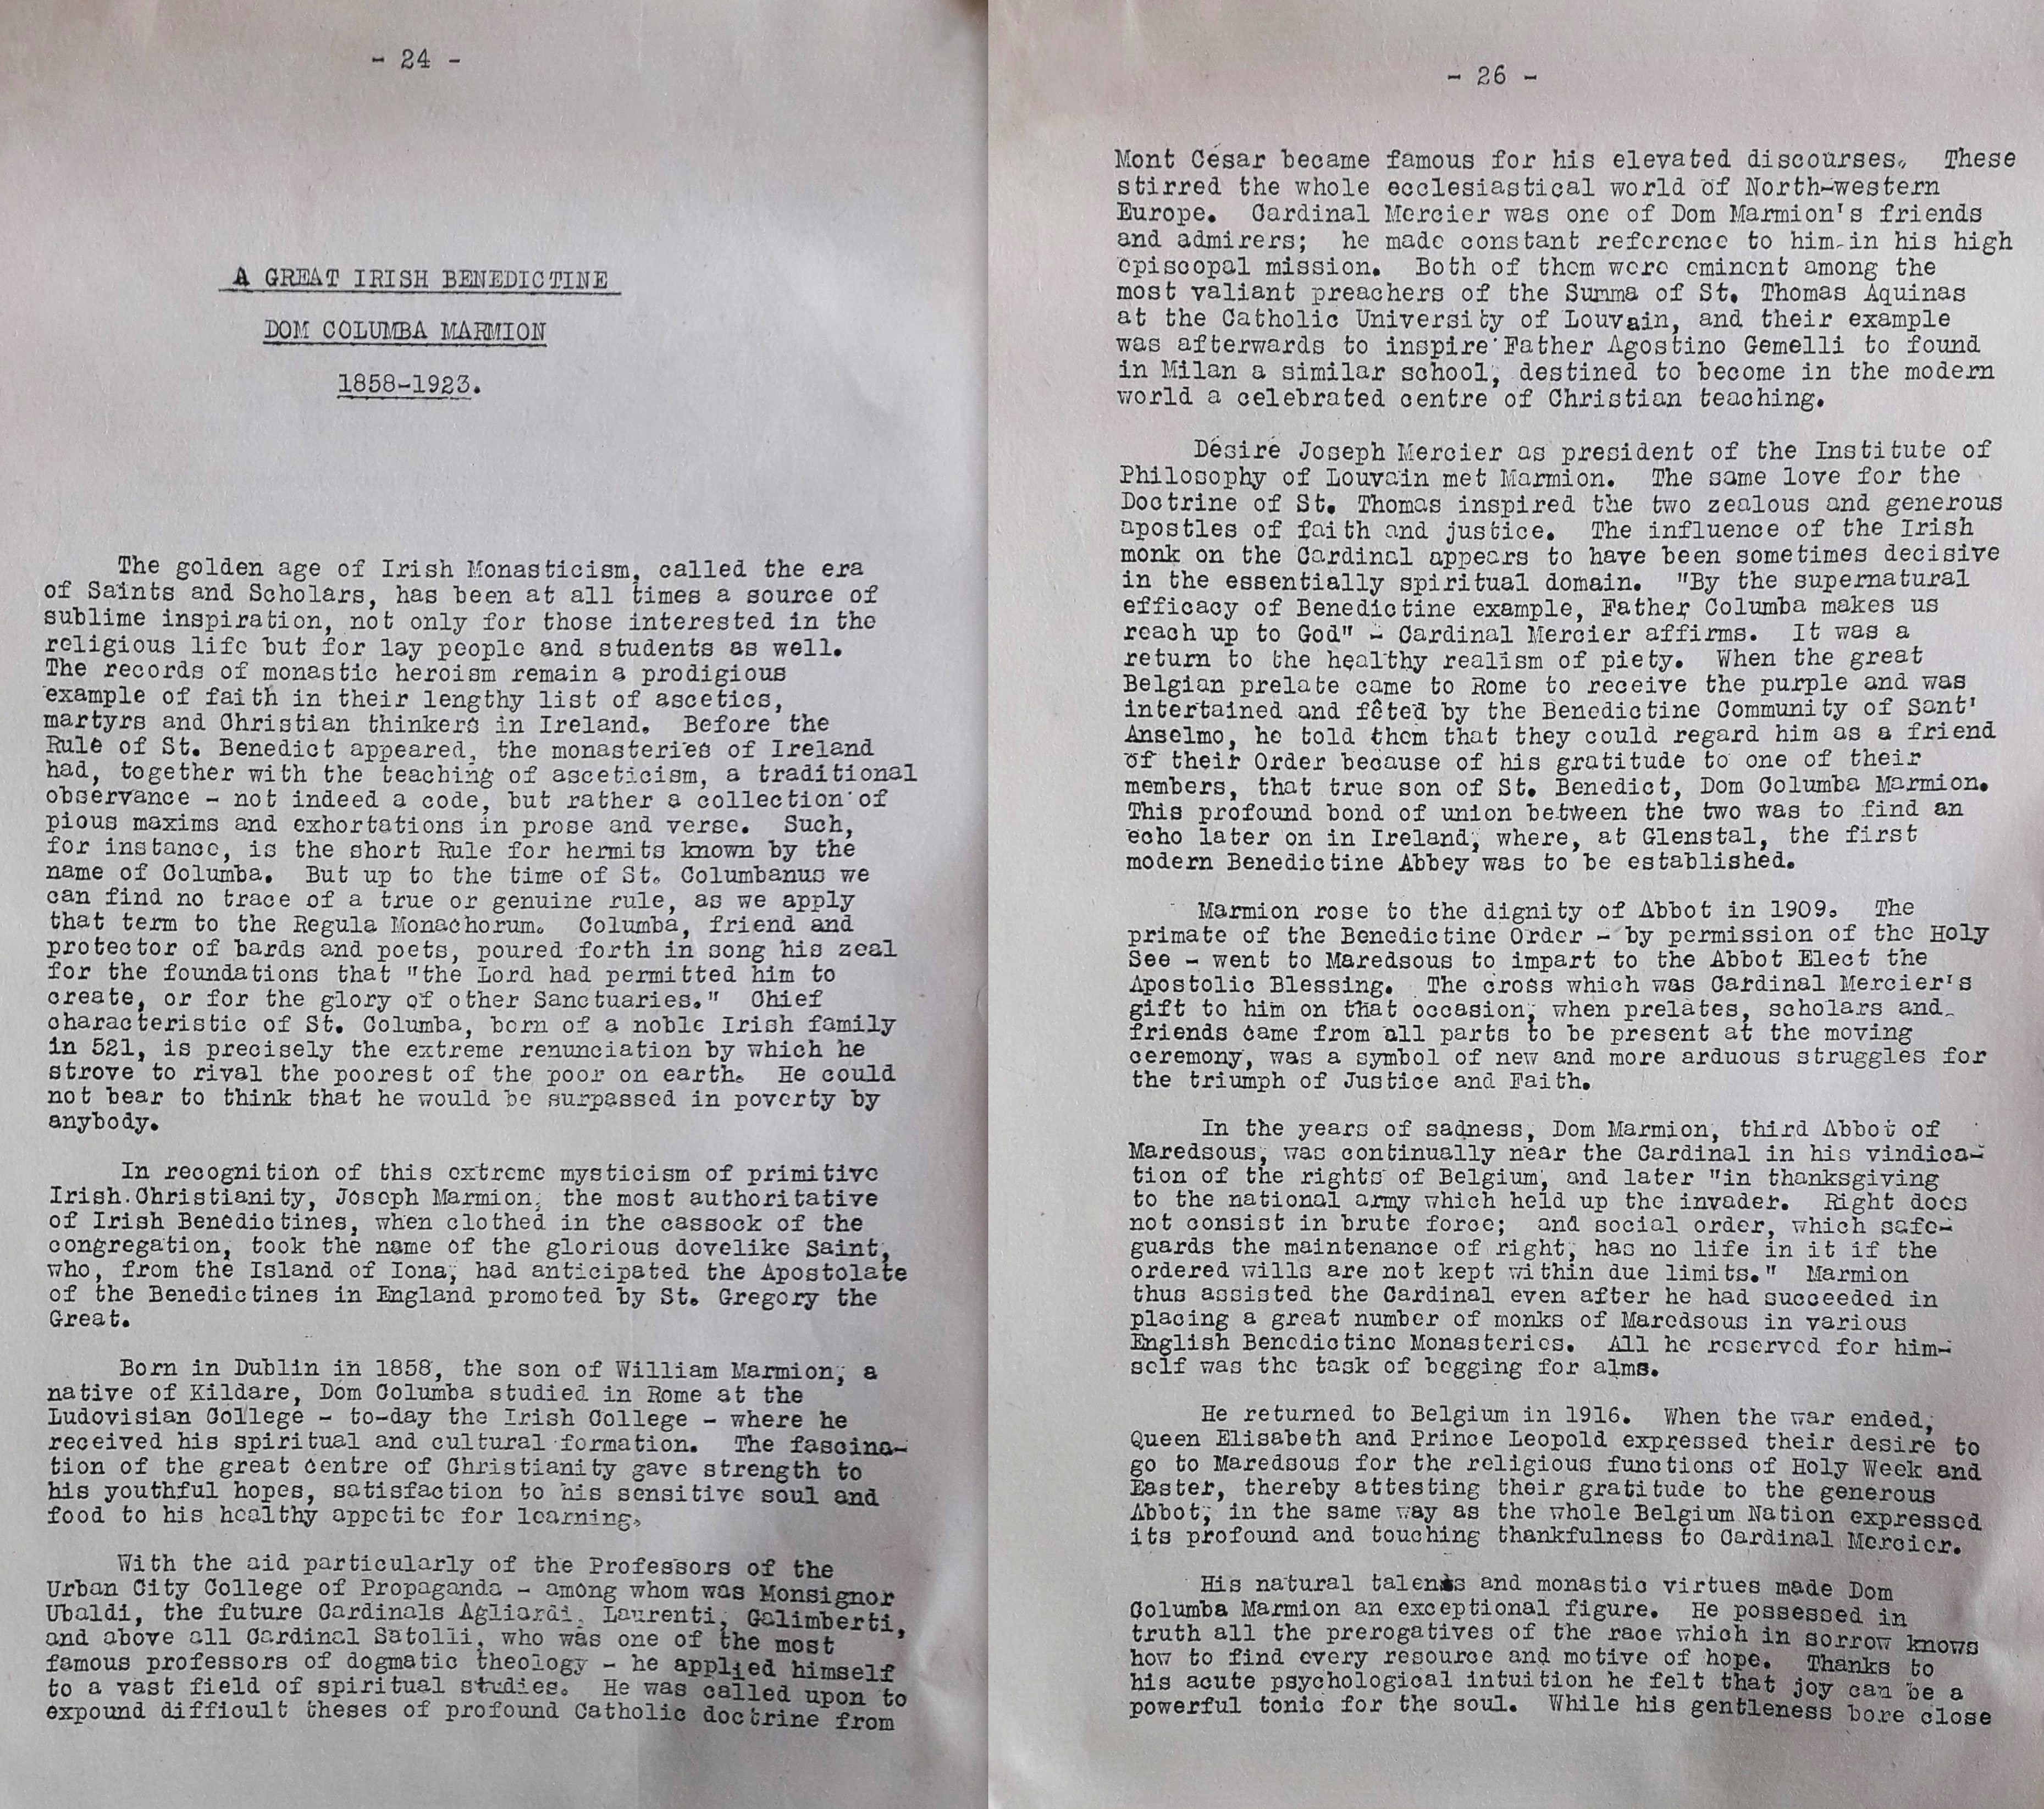 - 24 -
A GREAT IRISH BENEDICTINE
DOM COLUMBA MARMION
1858-1923.
The golden age of Irish Monasticism, called the era
of Saints and Scholars, has been at all times a source of
sublime inspiration, not only for those interested in the
religious life but for lay people and students as well.
The records of monastic heroism remain a prodigious
example of faith in their lengthy list of ascetics,
martyrs and Christian thinkers in Ireland. Before the
Rule of St. Benedict appeared, the monasteries of Ireland
had, together with the teaching of asceticism, a traditional
observance - not indeed a code, but rather a collection of
pious maxims and exhortations in prose and verse. Such,
for instance, is the short Rule for hermits known by the
name of Columba. But up to the time of St. Columbanus we
can find no trace of a true or genuine rule, as we apply
that term to the Regula Monachorum. Columba, friend and
protector of bards and poets, poured forth in song his zeal
for the foundations that "the Lord had permitted him to
create, or for the glory of other Sanctuaries." Chief
characteristic of St. Columba, born of a noble Irish family
in 521, is precisely the extreme renunciation by which he
strove to rival the poorest of the poor on earth. He could
not bear to think that he would be surpassed in poverty by
anybody.
In recognition of this extreme mysticism of primitive
Irish Christianity, Joseph Marmion, the most authoritative
of Irish Benedictines, when clothed in the cassock of the
congregation, took the name of the glorious dovelike Saint,
who, from the Island of Iona, had anticipated the Apostolate
of the Benedictines in England promoted by St. Gregory the
Great.
Born in Dublin in 1858, the son of William Marmion, a
native of Kildare, Dom Columba studied in Rome at the
Ludovisian College - to-day the Irish College - where he
received his spiritual and cultural formation. The fascina-
tion of the great centre of Christianity gave strength to
his youthful hopes, satisfaction to his sensitive soul and
food to his healthy appetite for learning.
With the aid particularly of the Professors of the
Urban City College of Propaganda - among whom was Monsignor
Ubaldi, the future Cardinals Agliardi, Laurenti, Galimberti,
and above all Cardinal Satolli, who was one of the most
famous professors of dogmatic theology - he applied himself
to a vast field of spiritual studies. He was called upon to
expound difficult theses of profound Catholic doctrine from
- 26 -
Mont César became famous for his elevated discourses. These
stirred the whole ecclesiastical world of North-western
Europe. Cardinal Mercier was one of Dom Marmion's friends
and admirers; he made constant reference to him in his high
episcopal mission. Both of them were eminent among the
most valiant preachers of the Summa of St. Thomas Aquinas
at the Catholic University of Louvain, and their example
was afterwards to inspire Father Agostino Gemelli to found
in Milan a similar school, destined to become in the modern
world a celebrated centre of Christian teaching.
Désiré Joseph Mercier as president of the Institute of
Philosophy of Louvain met Marmion. The same love for the
Doctrine of St. Thomas inspired the two zealous and generous
apostles of faith and justice. The influence of the Irish
monk on the Cardinal appears to have been sometimes decisive
in the essentially spiritual domain. "By the supernatural
efficacy of Benedictine example, Father Columba makes us
reach up to God" - Cardinal Mercier affirms. It was a
return to the healthy realism of piety. When the great
Belgian prelate came to Rome to receive the purple and was
intertained and fêted by the Benedictine Community of Sant'
Anselmo, he told them that they could regard him as a friend
of their Order because of his gratitude to one of their
members, that true son of St. Benedict, Dom Columba Marmion.
This profound bond of union between the two was to find an
echo later on in Ireland, where, at Glenstal, the first
modern Benedictine Abbey was to be established.
Marmion rose to the dignity of Abbot in 1909. The
primate of the Benedictine Order - by permission of the Holy
See - went to Maredsous to impart to the Abbot Elect the
Apostolic Blessing. The cross which was Cardinal Mercier's
gift to him on that occasion, when prelates, scholars and
friends came from all parts to be present at the moving
ceremony, was a symbol of new and more arduous struggles for
the triumph of Justice and Faith.
In the years of sadness, Dom Marmion, third Abbot of
Maredsous, was continually near the Cardinal in his vindica-
tion of the rights of Belgium, and later "in thanksgiving
to the national army which held up the invader. Right does
not consist in brute force; and social order, which safe-
guards the maintenance of right, has no life in it if the
ordered wills are not kept within due limits." Marmion
thus assisted the Cardinal even after he had succeeded in
placing a great number of monks of Maredsous in various
English Benedictine Monasteries. All he reserved for him-
self was the task of begging for alms.
He returned to Belgium in 1916. When the war ended,
Queen Elisabeth and Prince Leopold expressed their desire to
go to Maredsous for the religious functions of Holy Week and
Easter, thereby attesting their gratitude to the generous
Abbot, in the same way as the whole Belgium Nation expressed
its profound and touching thankfulness to Cardinal Mercier.
His natural talents and monastic virtues made Dom
Columba Marmion an exceptional figure. He possessed in
truth all the prerogatives of the race which in sorrow knows
how to find every resource and motive of hope. Thanks to
his acute psychological intuition he felt that joy can be a
powerful tonic for the soul. While his gentleness bore close